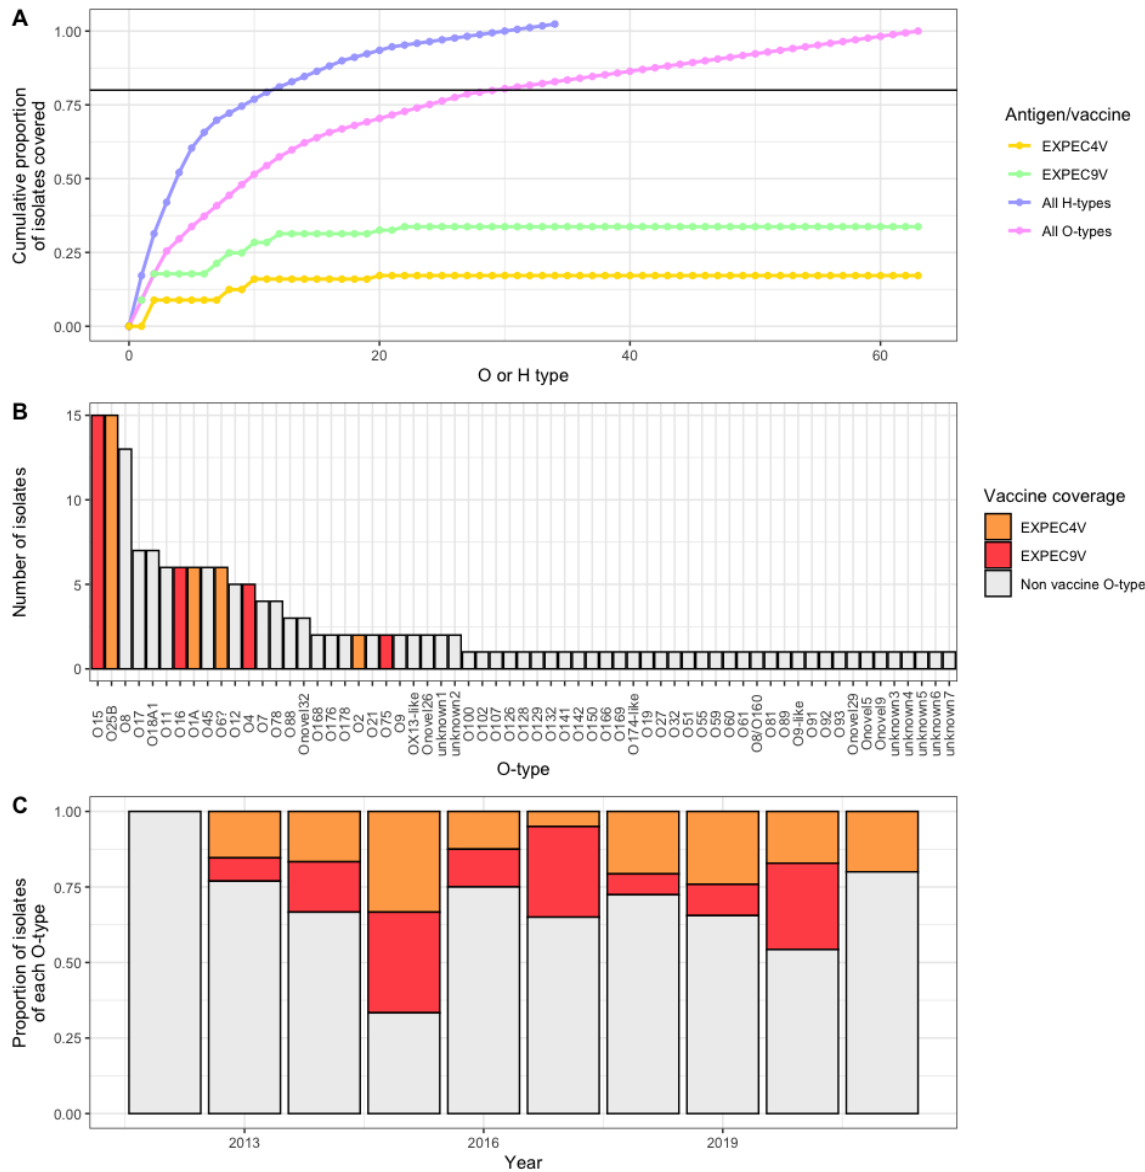 A
1.00
0.75
0.50
0.25
0.00
Cumulative proportion
of isolates covered
0
20
40
60
O or H type
Antigen/vaccine
EXPEC4V
EXPEC9V
All H-types
All O-types
B
15
10
5
0
Number of isolates
O15
O25B
O8
O17
O18A1
O11
O16
O1A
O45
O6?
O12
O4
O7
O78
O88
Onovel32
O168
O176
O178
O2
O21
O75
O9
OX13-like
Onovel26
unknown1
unknown2
O100
O102
O107
O126
O128
O129
O132
O141
O142
O150
O166
O169
O174-like
O19
O27
O32
O51
O55
O59
O60
O61
O8/O160
O81
O89
O9-like
O91
O92
O93
Onovel29
Onovel5
Onovel9
unknown3
unknown4
unknown5
unknown6
unknown7
O-type
Vaccine coverage
EXPEC4V
EXPEC9V
Non vaccine O-type
C
1.00
0.75
0.50
0.25
0.00
Proportion of isolates
of each O-type
2013
2016
2019
Year